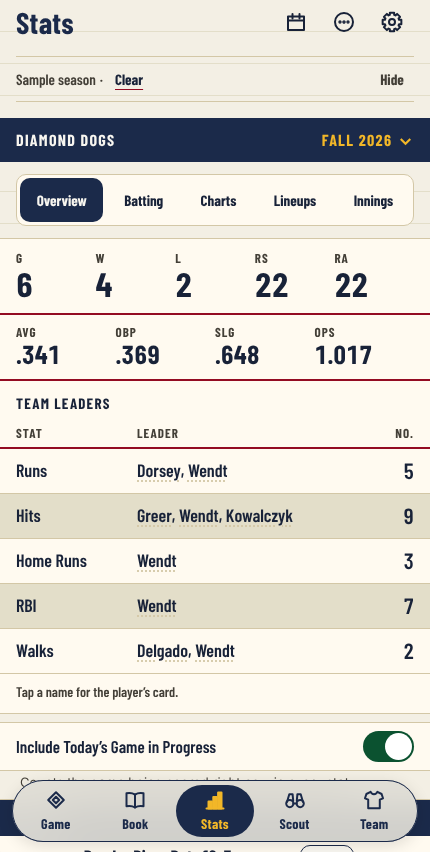 Stats
Sample season · Clear Hide
DIAMOND DOGS FALL 2026
Overview Batting Charts Lineups Innings
G W L RS RA
6 4 2 22 22
AVG OBP SLG OPS
.341 .369 .648 1.017
TEAM LEADERS
STAT LEADER NO.
Runs Dorsey, Wendt 5
Hits Greer, Wendt, Kowalczyk 9
Home Runs Wendt 3
RBI Wendt 7
Walks Delgado, Wendt 2
Tap a name for the player's card.
Include Today's Game in Progress
Game Book Stats Scout Team